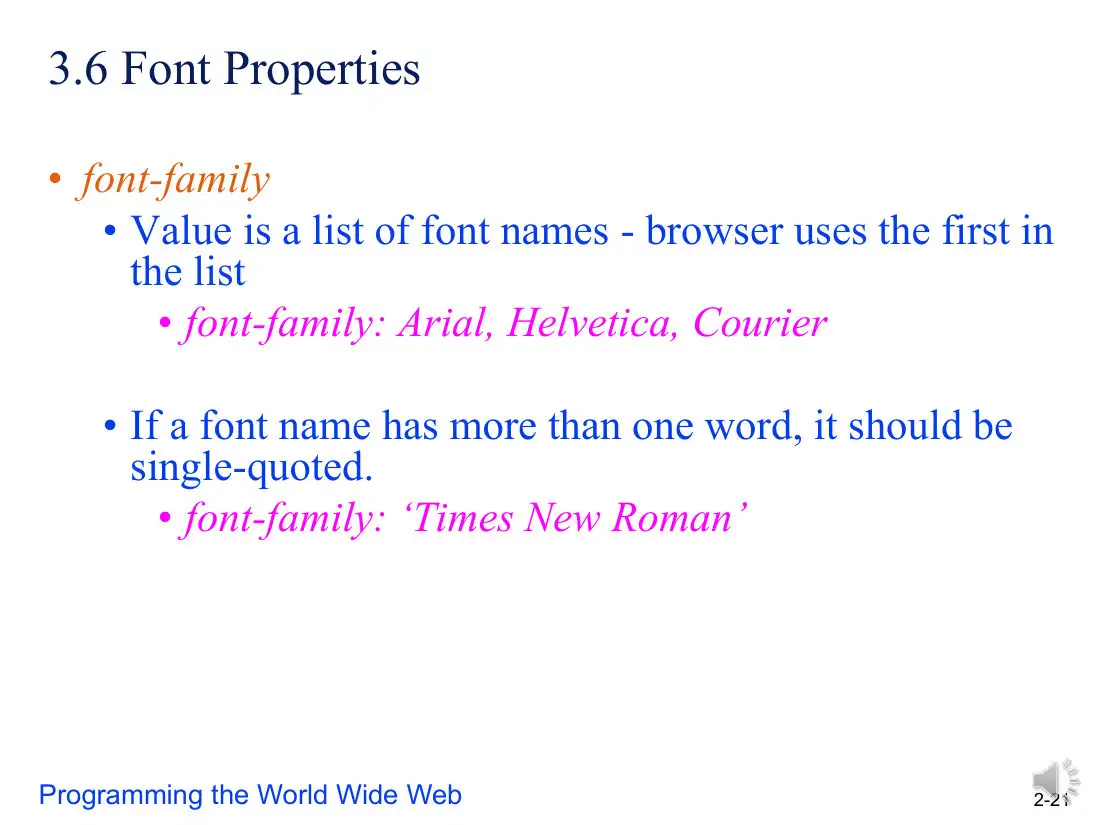 3.6 Font Properties
• font-family
• Value is a list of font names - browser uses the first in
the list
• font-family: Arial, Helvetica, Courier
• If a font name has more than one word, it should be
single-quoted.
• font-family: ‘Times New Roman’
Programming the World Wide Web
2-21